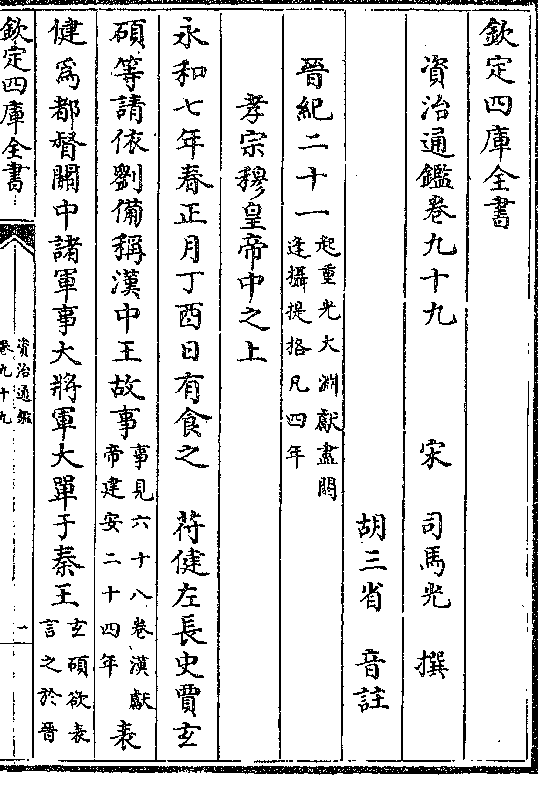 欽定四庫全書
資治通鑑卷九十九
宋 司馬光 撰
胡三省 音註
晉紀二十一起重光大淵獻盡閼
逢攝提格凡四年
孝宗穆皇帝中之上
永和七年春正月丁酉日有食之 苻健左長史賈玄
碩等請依劉備稱漢中王故事事見六十八卷漢獻
帝建安二十四年表
健為都督關中諸軍事大將軍大單于秦王玄碩欲表
言之於晉
欽定四庫全書
資治通鑑
卷九十九
一